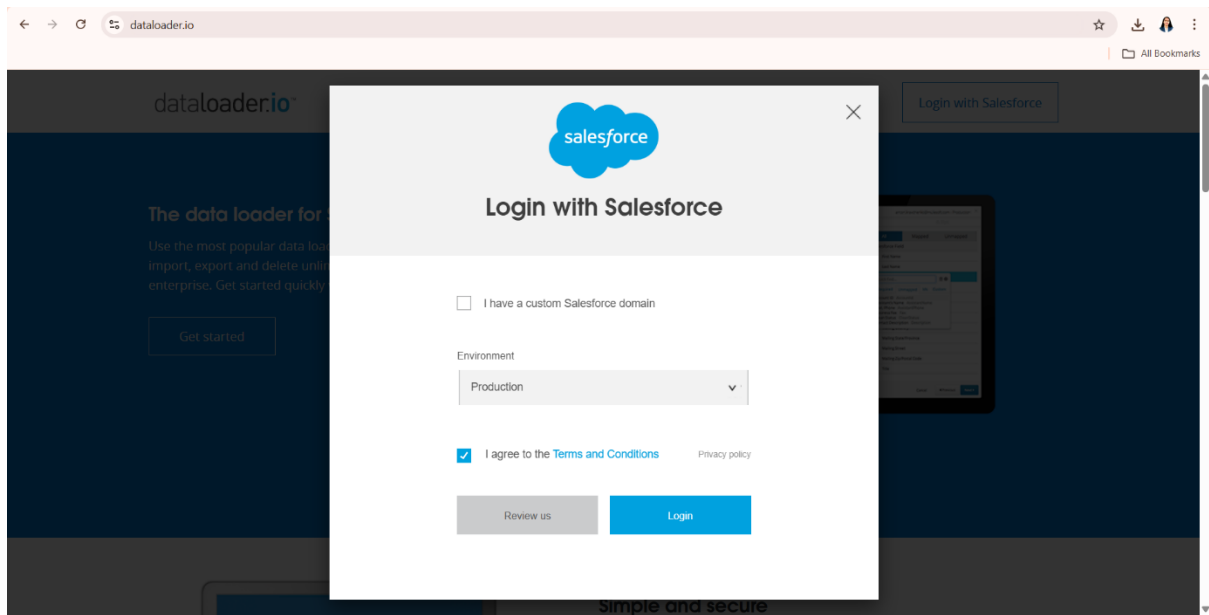 dataloader.io
All Bookmarks
dataloader.io™
Login with Salesforce
salesforce
Login with Salesforce
The data loader for
Use the most popular data loa
import, export and delete unlim
enterprise. Get started quickly
Get started
I have a custom Salesforce domain
Environment
Production
I agree to the Terms and Conditions
Privacy policy
Review us
Login
Simple and secure